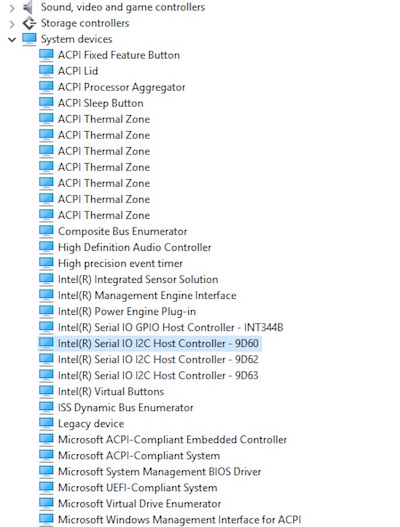 Sound, video and game controllers
Storage controllers
System devices
ACPI Fixed Feature Button
ACPI Lid
ACPI Processor Aggregator
ACPI Sleep Button
ACPI Thermal Zone
ACPI Thermal Zone
ACPI Thermal Zone
ACPI Thermal Zone
ACPI Thermal Zone
ACPI Thermal Zone
ACPI Thermal Zone
Composite Bus Enumerator
High Definition Audio Controller
High precision event timer
Intel(R) Integrated Sensor Solution
Intel(R) Management Engine Interface
Intel(R) Power Engine Plug-in
Intel(R) Serial IO GPIO Host Controller - INT344B
Intel(R) Serial IO I2C Host Controller - 9D60
Intel(R) Serial IO I2C Host Controller - 9D62
Intel(R) Serial IO I2C Host Controller - 9D63
Intel(R) Virtual Buttons
ISS Dynamic Bus Enumerator
Legacy device
Microsoft ACPI-Compliant Embedded Controller
Microsoft ACPI-Compliant System
Microsoft System Management BIOS Driver
Microsoft UEFI-Compliant System
Microsoft Virtual Drive Enumerator
Microsoft Windows Management Interface for ACPI